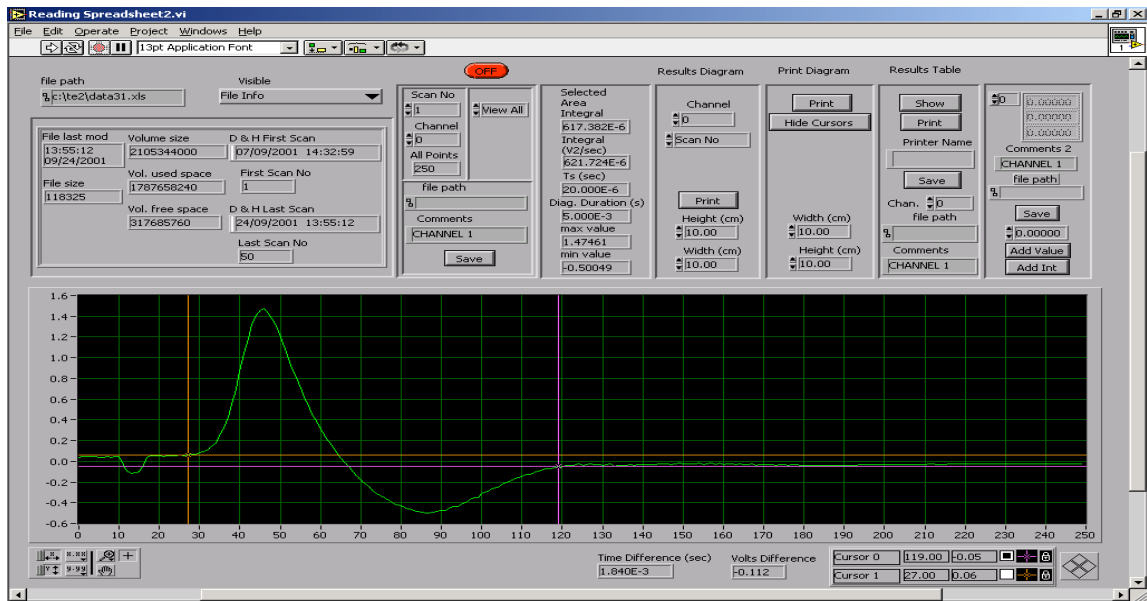 Reading Spreadsheet2.vi
File Edit Operate Project Windows Help
13pt Application Font
1
file path
c:\te2\data31.xls
Visible
File Info
File last mod
13:55:12
09/24/2001
File size
118325
Volume size
2105344000
Vol. used space
1787658240
Vol. free space
317685760
D & H First Scan
07/09/2001 14:32:59
First Scan No
1
D & H Last Scan
24/09/2001 13:55:12
Last Scan No
50
OFF
Scan No
1
View All
Channel
0
All Points
250
file path
Comments
CHANNEL 1
Save
Selected
Area
Integral
617.382E-6
Integral
(V2/sec)
621.724E-6
Ts (sec)
20.000E-6
Diag. Duration (s)
5.000E-3
max value
1.47461
min value
-0.50049
Results Diagram
Channel
0
Scan No
Print
Height (cm)
10.00
Width (cm)
10.00
Print Diagram
Print
Hide Cursors
Width (cm)
10.00
Height (cm)
10.00
Results Table
Show
Print
Printer Name
Save
Chan. 0
file path
Comments
CHANNEL 1
0
0.00000
0.00000
0.00000
Comments 2
CHANNEL 1
file path
Save
0.00000
Add Value
Add Int
1.6
1.4
1.2
1.0
0.8
0.6
0.4
0.2
0.0
-0.2
-0.4
-0.6
0 10 20 30 40 50 60 70 80 90 100 110 120 130 140 150 160 170 180 190 200 210 220 230 240 250
X.XX
Y.YY
Time Difference (sec)
1.840E-3
Volts Difference
-0.112
Cursor 0 119.00 -0.05
Cursor 1 27.00 0.06